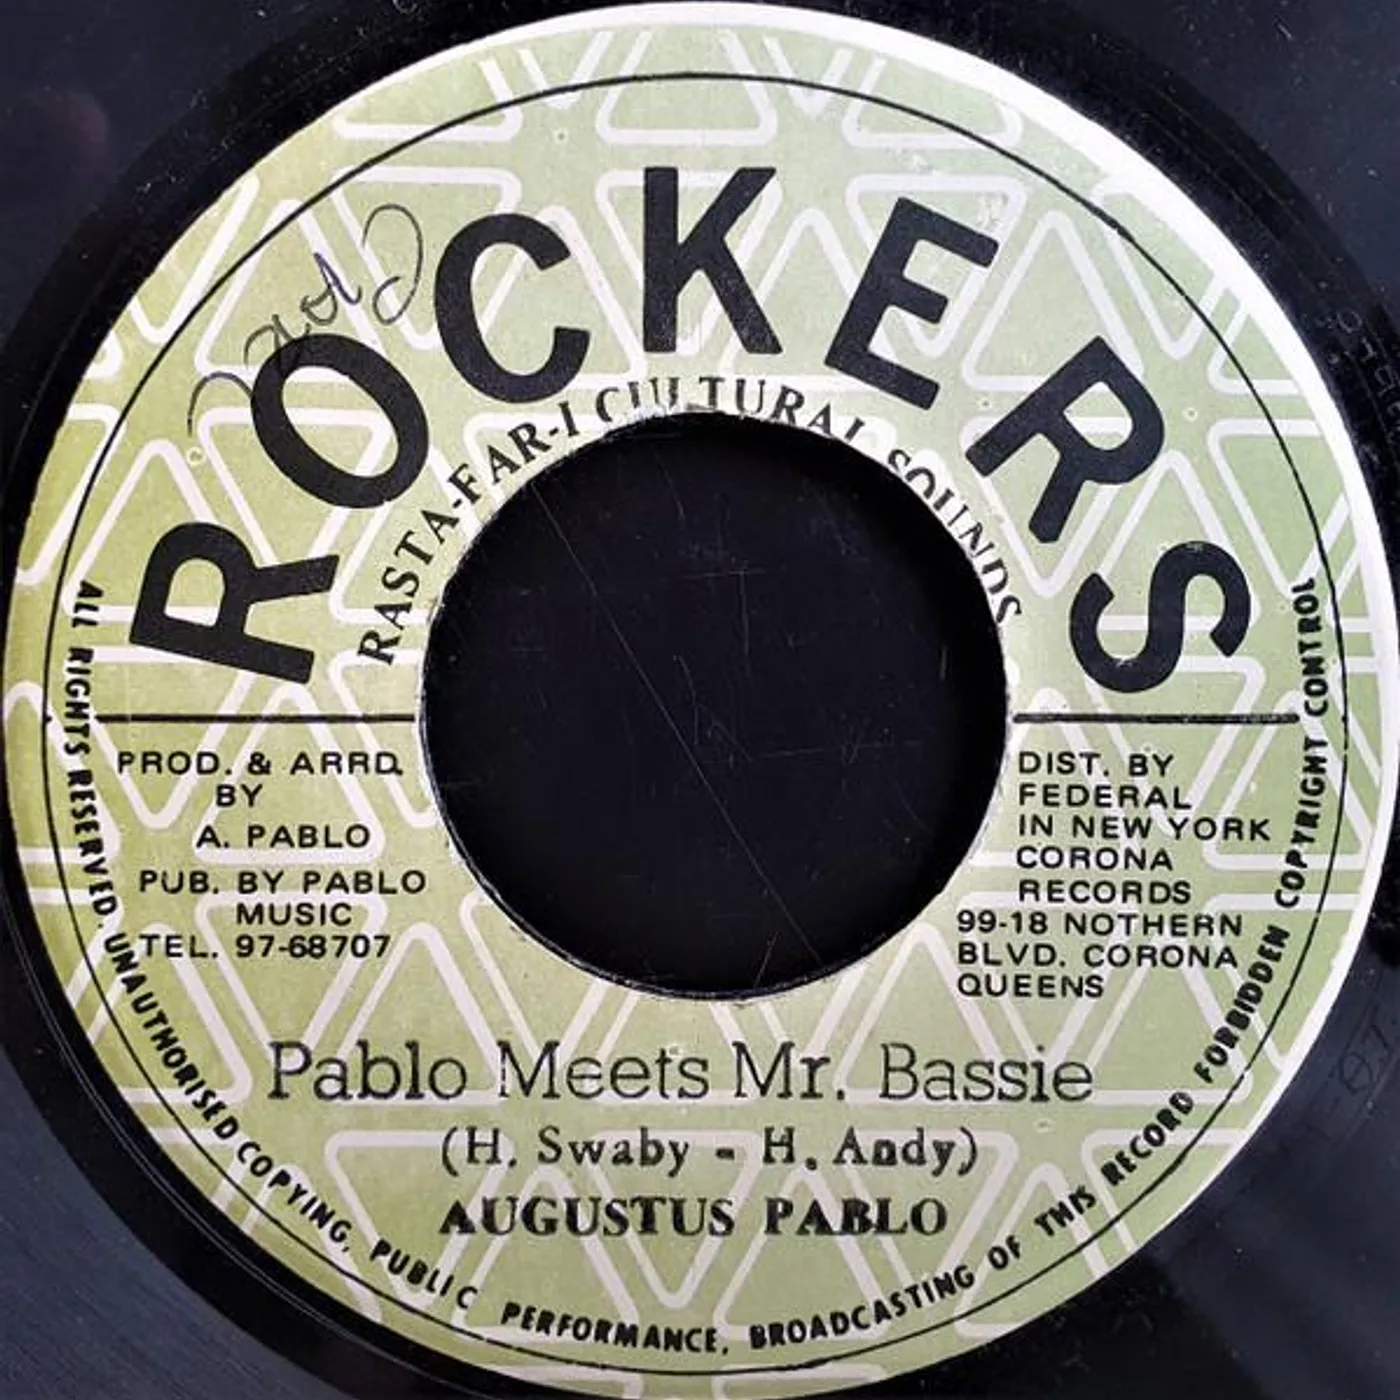 ROCKERS
RASTA-FAR-I CULTURAL SOUNDS
PROD. & ARRD.
BY
A. PABLO
PUB. BY PABLO
MUSIC
TEL. 97-68707
DIST. BY
FEDERAL
IN NEW YORK
CORONA
RECORDS
99-18 NOTHERN
BLVD. CORONA
QUEENS
Pablo Meets Mr. Bassie
(H. Swaby - H. Andy)
AUGUSTUS PABLO
ALL RIGHTS RESERVED. UNAUTHORISED COPYING, PUBLIC PERFORMANCE, BROADCASTING OF THIS RECORD FORBIDDEN COPYRIGHT CONTROL